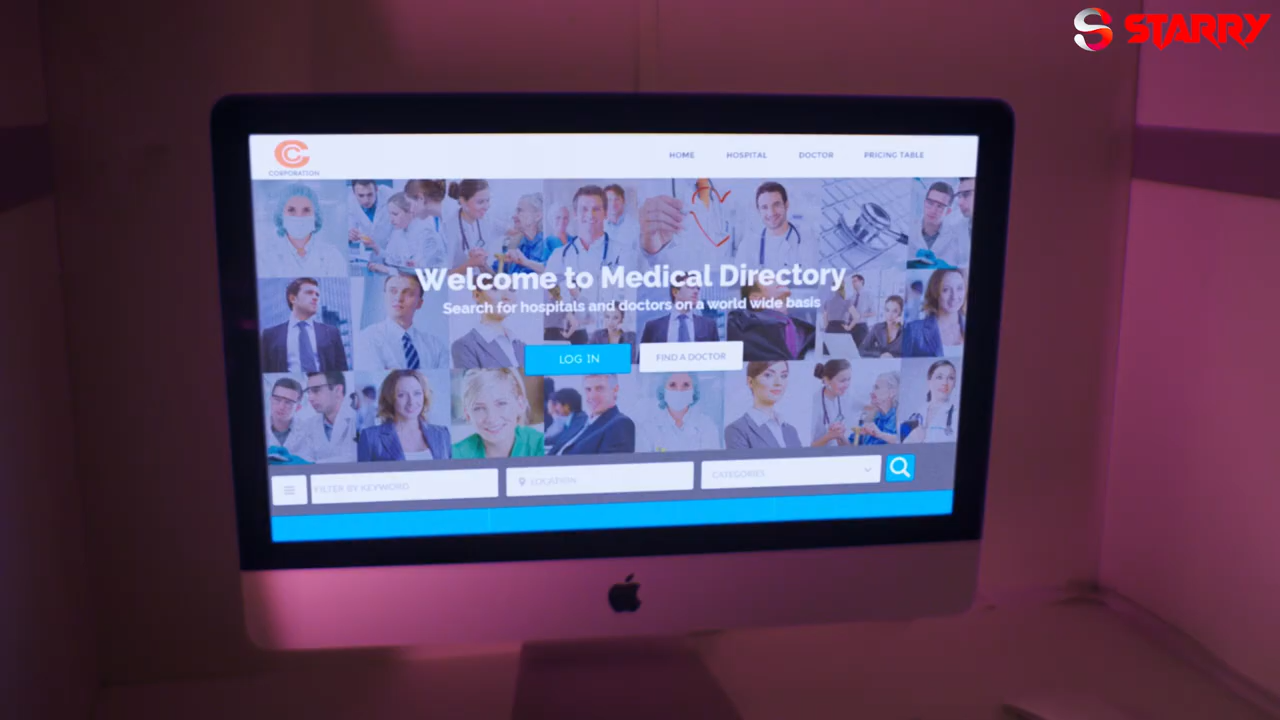 STARRY
CORPORATION
HOME
HOSPITAL
DOCTOR
PRICING TABLE
Welcome to Medical Directory
Search for hospitals and doctors on a world wide basis
LOG IN
FIND A DOCTOR
FILTER BY KEYWORD
LOCATION
CATEGORIES